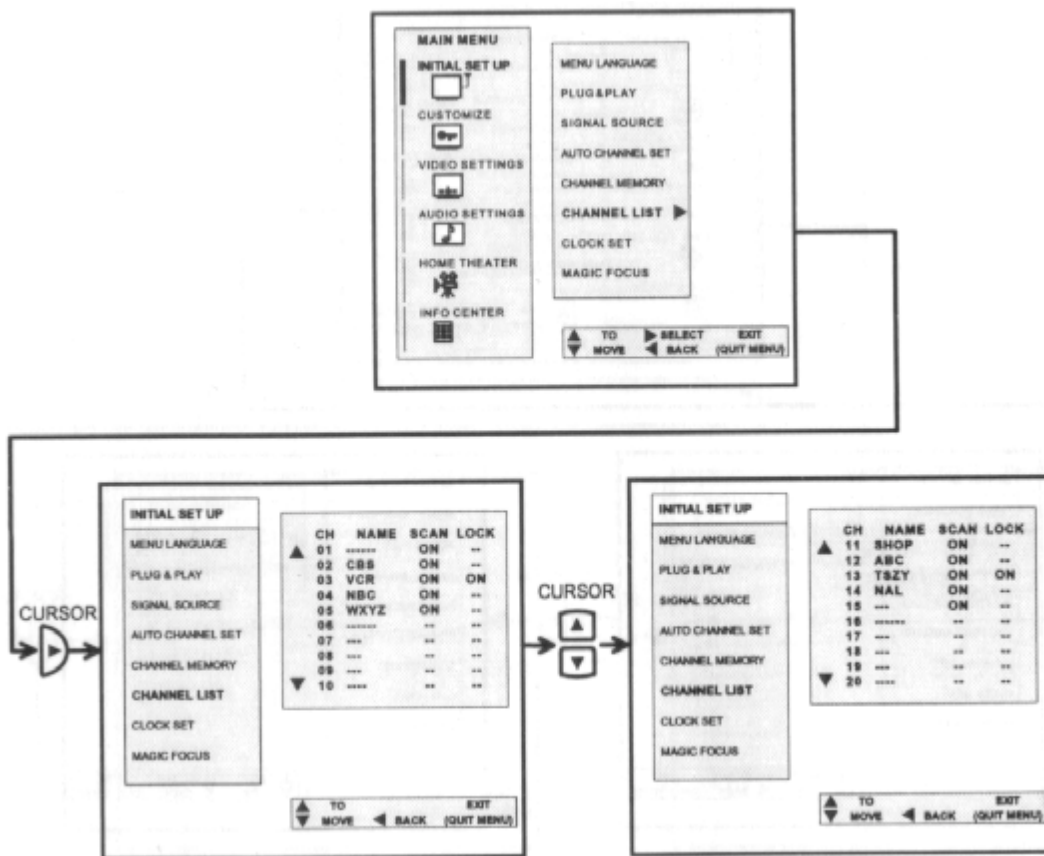 MAIN MENU
INITIAL SET UP
CUSTOMIZE
VIDEO SETTINGS
AUDIO SETTINGS
HOME THEATER
INFO CENTER
MENU LANGUAGE
PLUG&PLAY
SIGNAL SOURCE
AUTO CHANNEL SET
CHANNEL MEMORY
CHANNEL LIST ▶
CLOCK SET
MAGIC FOCUS
▲ TO ▶ SELECT EXIT
▼ MOVE ◀ BACK (QUIT MENU)
CURSOR
▶
INITIAL SET UP
MENU LANGUAGE
PLUG & PLAY
SIGNAL SOURCE
AUTO CHANNEL SET
CHANNEL MEMORY
CHANNEL LIST
CLOCK SET
MAGIC FOCUS
CH NAME SCAN LOCK
▲ 01 ------ ON --
02 CBS ON --
03 VCR ON ON
04 NBC ON --
05 WXYZ ON --
06 ------ -- --
07 --- -- --
08 --- -- --
09 --- -- --
▼ 10 ---- -- --
▲ TO EXIT
▼ MOVE ◀ BACK (QUIT MENU)
CURSOR
▲
▼
INITIAL SET UP
MENU LANGUAGE
PLUG & PLAY
SIGNAL SOURCE
AUTO CHANNEL SET
CHANNEL MEMORY
CHANNEL LIST
CLOCK SET
MAGIC FOCUS
CH NAME SCAN LOCK
▲ 11 SHOP ON --
12 ABC ON --
13 TSZY ON ON
14 NAL ON --
15 --- ON --
16 ------ -- --
17 --- -- --
18 --- -- --
19 --- -- --
▼ 20 ---- -- --
▲ TO EXIT
▼ MOVE ◀ BACK (QUIT MENU)